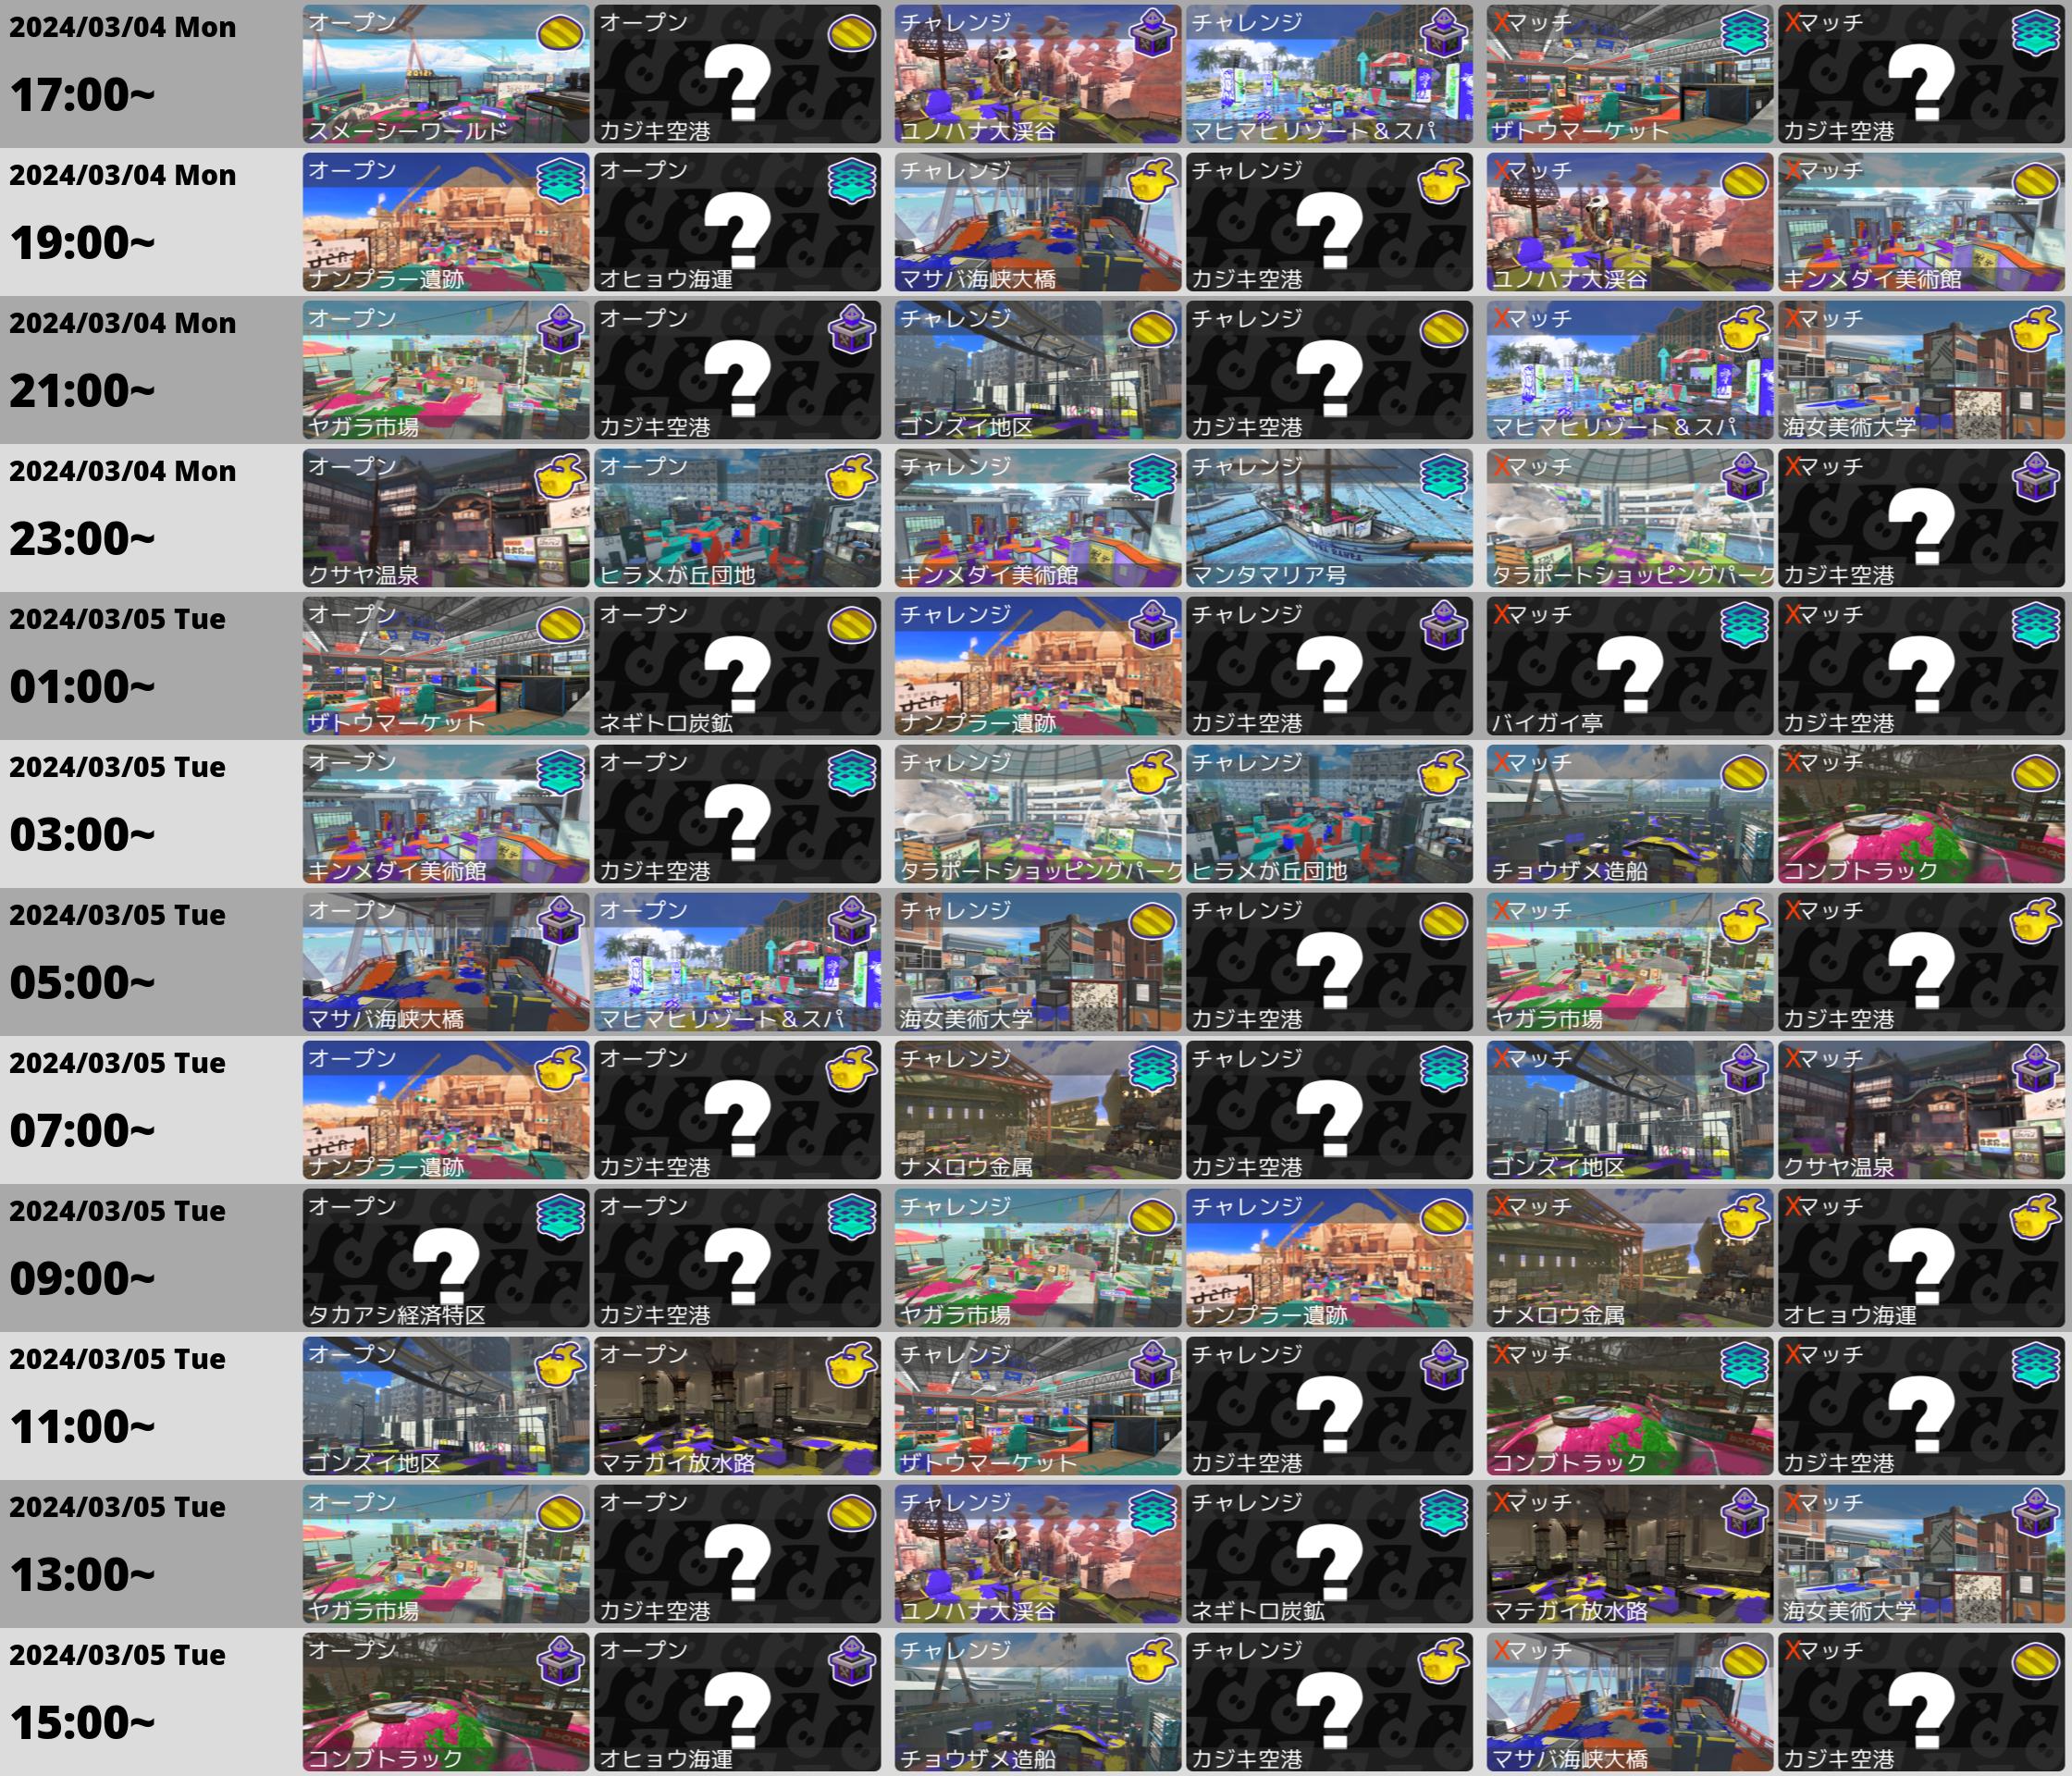 2024/03/04 Mon
17:00~
オープン オープン チャレンジ チャレンジ Xマッチ Xマッチ
スメーシーワールド カジキ空港 ユノハナ大渓谷 マヒマヒリゾート＆スパ ザトウマーケット カジキ空港
2024/03/04 Mon
19:00~
オープン オープン チャレンジ チャレンジ Xマッチ Xマッチ
ナンプラー遺跡 オヒョウ海運 マサバ海峡大橋 カジキ空港 ユノハナ大渓谷 キンメダイ美術館
2024/03/04 Mon
21:00~
オープン オープン チャレンジ チャレンジ Xマッチ Xマッチ
ヤガラ市場 カジキ空港 ゴンズイ地区 カジキ空港 マヒマヒリゾート＆スパ 海女美術大学
2024/03/04 Mon
23:00~
オープン オープン チャレンジ チャレンジ Xマッチ Xマッチ
クサヤ温泉 ヒラメが丘団地 キンメダイ美術館 マンタマリア号 タラポートショッピングパーク カジキ空港
2024/03/05 Tue
01:00~
オープン オープン チャレンジ チャレンジ Xマッチ Xマッチ
ザトウマーケット ネギトロ炭鉱 ナンプラー遺跡 カジキ空港 バイガイ亭 カジキ空港
2024/03/05 Tue
03:00~
オープン オープン チャレンジ チャレンジ Xマッチ Xマッチ
キンメダイ美術館 カジキ空港 タラポートショッピングパーク ヒラメが丘団地 チョウザメ造船 コンブトラック
2024/03/05 Tue
05:00~
オープン オープン チャレンジ チャレンジ Xマッチ Xマッチ
マサバ海峡大橋 マヒマヒリゾート＆スパ 海女美術大学 カジキ空港 ヤガラ市場 カジキ空港
2024/03/05 Tue
07:00~
オープン オープン チャレンジ チャレンジ Xマッチ Xマッチ
ナンプラー遺跡 カジキ空港 ナメロウ金属 カジキ空港 ゴンズイ地区 クサヤ温泉
2024/03/05 Tue
09:00~
オープン オープン チャレンジ チャレンジ Xマッチ Xマッチ
タカアシ経済特区 カジキ空港 ヤガラ市場 ナンプラー遺跡 ナメロウ金属 オヒョウ海運
2024/03/05 Tue
11:00~
オープン オープン チャレンジ チャレンジ Xマッチ Xマッチ
ゴンズイ地区 マテガイ放水路 ザトウマーケット カジキ空港 コンブトラック カジキ空港
2024/03/05 Tue
13:00~
オープン オープン チャレンジ チャレンジ Xマッチ Xマッチ
ヤガラ市場 カジキ空港 ユノハナ大渓谷 ネギトロ炭鉱 マテガイ放水路 海女美術大学
2024/03/05 Tue
15:00~
オープン オープン チャレンジ チャレンジ Xマッチ Xマッチ
コンブトラック オヒョウ海運 チョウザメ造船 カジキ空港 マサバ海峡大橋 カジキ空港